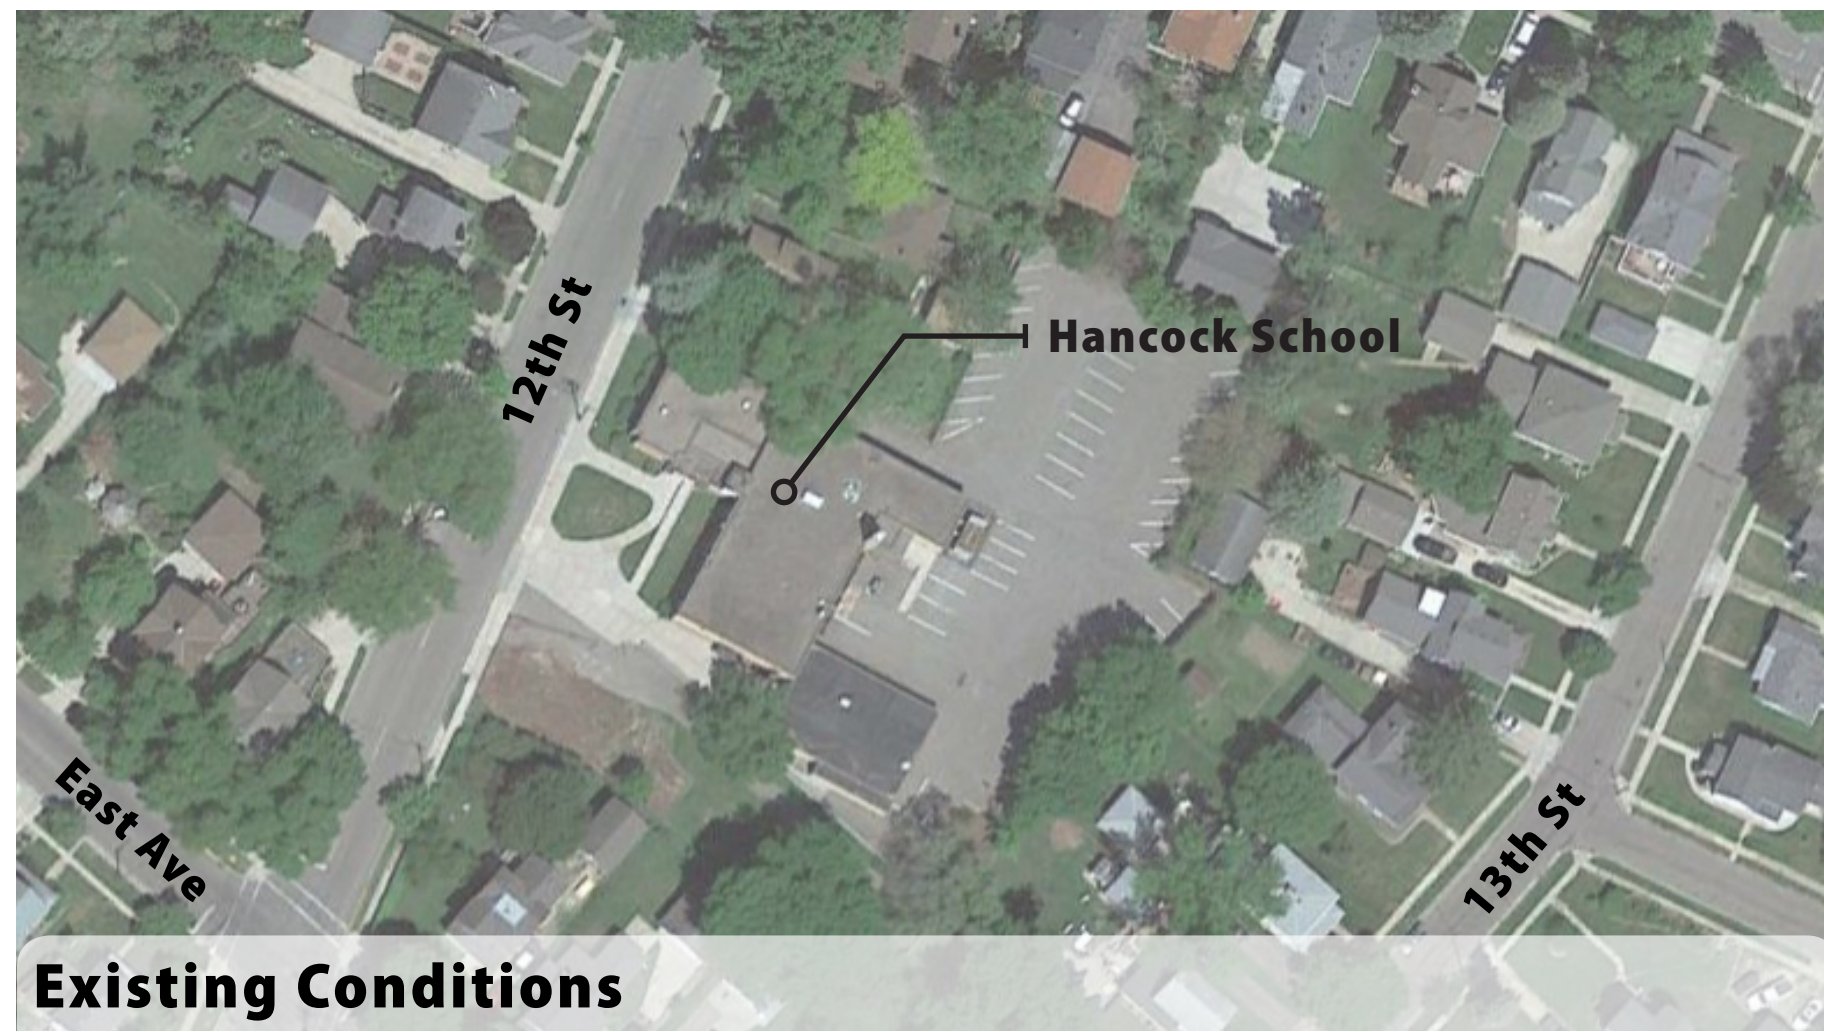 12th St
Hancock School
East Ave
13th St
Existing Conditions